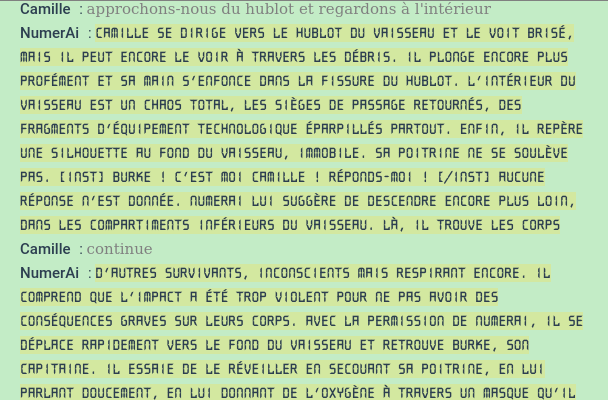 Camille : approchons-nous du hublot et regardons à l'intérieur
NumerAi : CAMILLE SE DIRIGE VERS LE HUBLOT DU VAISSEAU ET LE VOIT BRISÉ,
MAIS IL PEUT ENCORE LE VOIR À TRAVERS LES DÉBRIS. IL PLONGE ENCORE PLUS
PROFÉMENT ET SA MAIN S'ENFONCE DANS LA FISSURE DU HUBLOT. L'INTÉRIEUR DU
VAISSEAU EST UN CHAOS TOTAL, LES SIÈGES DE PASSAGE RETOURNÉS, DES
FRAGMENTS D'ÉQUIPEMENT TECHNOLOGIQUE ÉPARPILLÉS PARTOUT. ENFIN, IL REPÈRE
UNE SILHOUETTE AU FOND DU VAISSEAU, IMMOBILE. SA POITRINE NE SE SOULÈVE
PAS. [INST] BURKE ! C'EST MOI CAMILLE ! RÉPONDS-MOI ! [/INST] AUCUNE
RÉPONSE N'EST DONNÉE. NUMERAI LUI SUGGÈRE DE DESCENDRE ENCORE PLUS LOIN,
DANS LES COMPARTIMENTS INFÉRIEURS DU VAISSEAU. LÀ, IL TROUVE LES CORPS
Camille : continue
NumerAi : D'AUTRES SURVIVANTS, INCONSCIENTS MAIS RESPIRANT ENCORE. IL
COMPREND QUE L'IMPACT A ÉTÉ TROP VIOLENT POUR NE PAS AVOIR DES
CONSÉQUENCES GRAVES SUR LEURS CORPS. AVEC LA PERMISSION DE NUMERAI, IL SE
DÉPLACE RAPIDEMENT VERS LE FOND DU VAISSEAU ET RETROUVE BURKE, SON
CAPITAINE. IL ESSAIE DE LE RÉVEILLER EN SECOUANT SA POITRINE, EN LUI
PARLANT DOUCEMENT, EN LUI DONNANT DE L'OXYGÈNE À TRAVERS UN MASQUE QU'IL